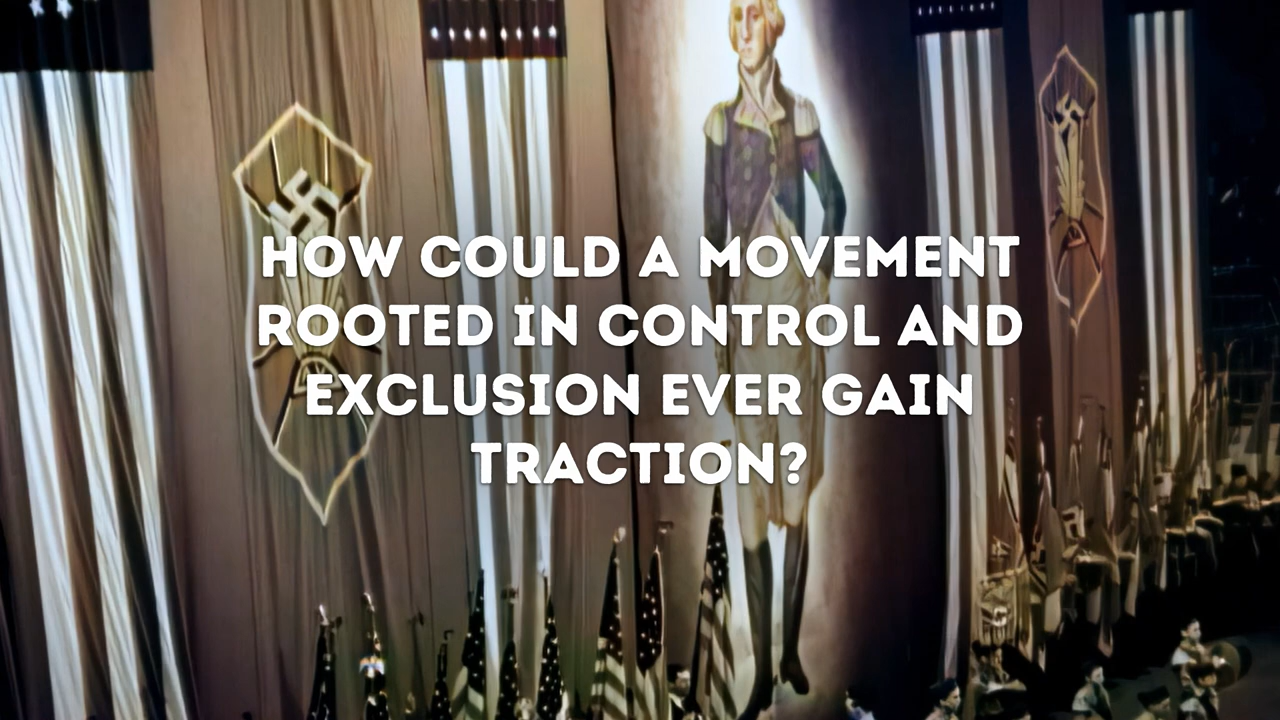 HOW COULD A MOVEMENT
ROOTED IN CONTROL AND
EXCLUSION EVER GAIN
TRACTION?